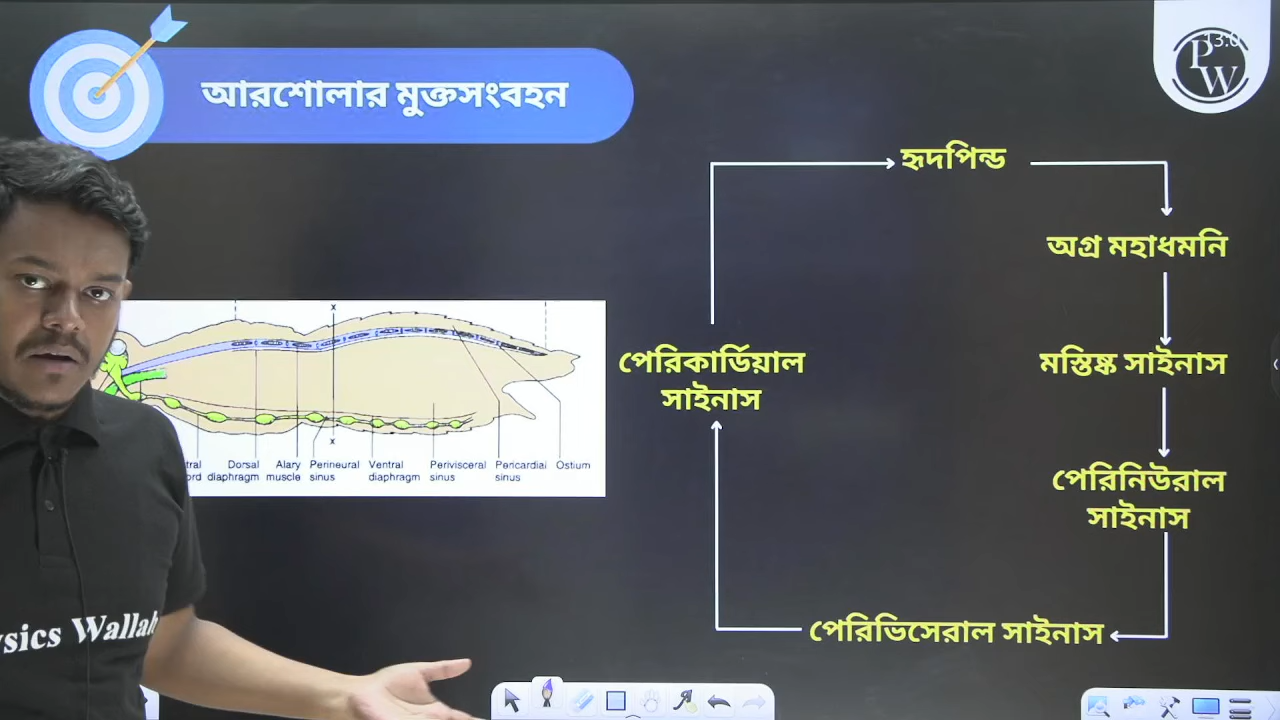 আরশোলার মুক্তসংবহন
PW
হৃদপিন্ড
অগ্র মহাধমনি
মস্তিষ্ক সাইনাস
পেরিনিউরাল
সাইনাস
পেরিভিসেরাল সাইনাস
পেরিকার্ডিয়াল
সাইনাস
x
x
Dorsal Alary Perineural Ventral Perivisceral Pericardial Ostium
diaphragm muscle sinus diaphragm sinus sinus
ysics Wallah